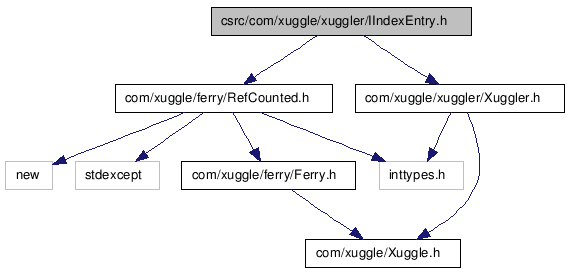 csrc/com/xuggle/xuggler/IIndexEntry.h
com/xuggle/ferry/RefCounted.h
com/xuggle/xuggler/Xuggler.h
new
stdexcept
com/xuggle/ferry/Ferry.h
inttypes.h
com/xuggle/Xuggle.h